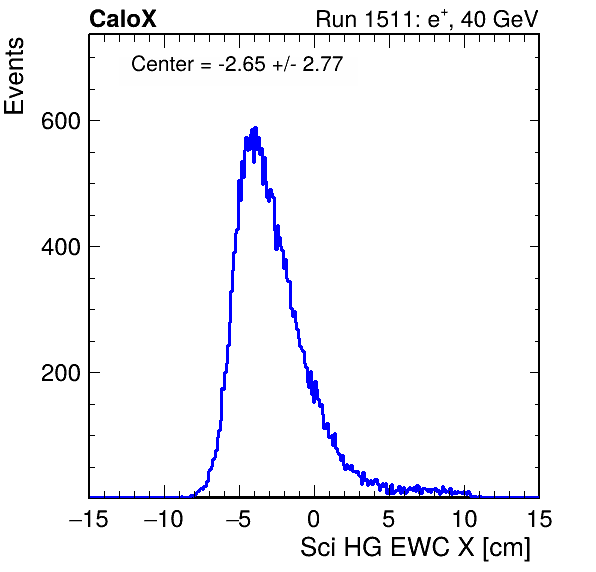 CaloX Run 1511: e⁺, 40 GeV
Events
Center = -2.65 +/- 2.77
600
400
200
−15 −10 −5 0 5 10 15
Sci HG EWC X [cm]